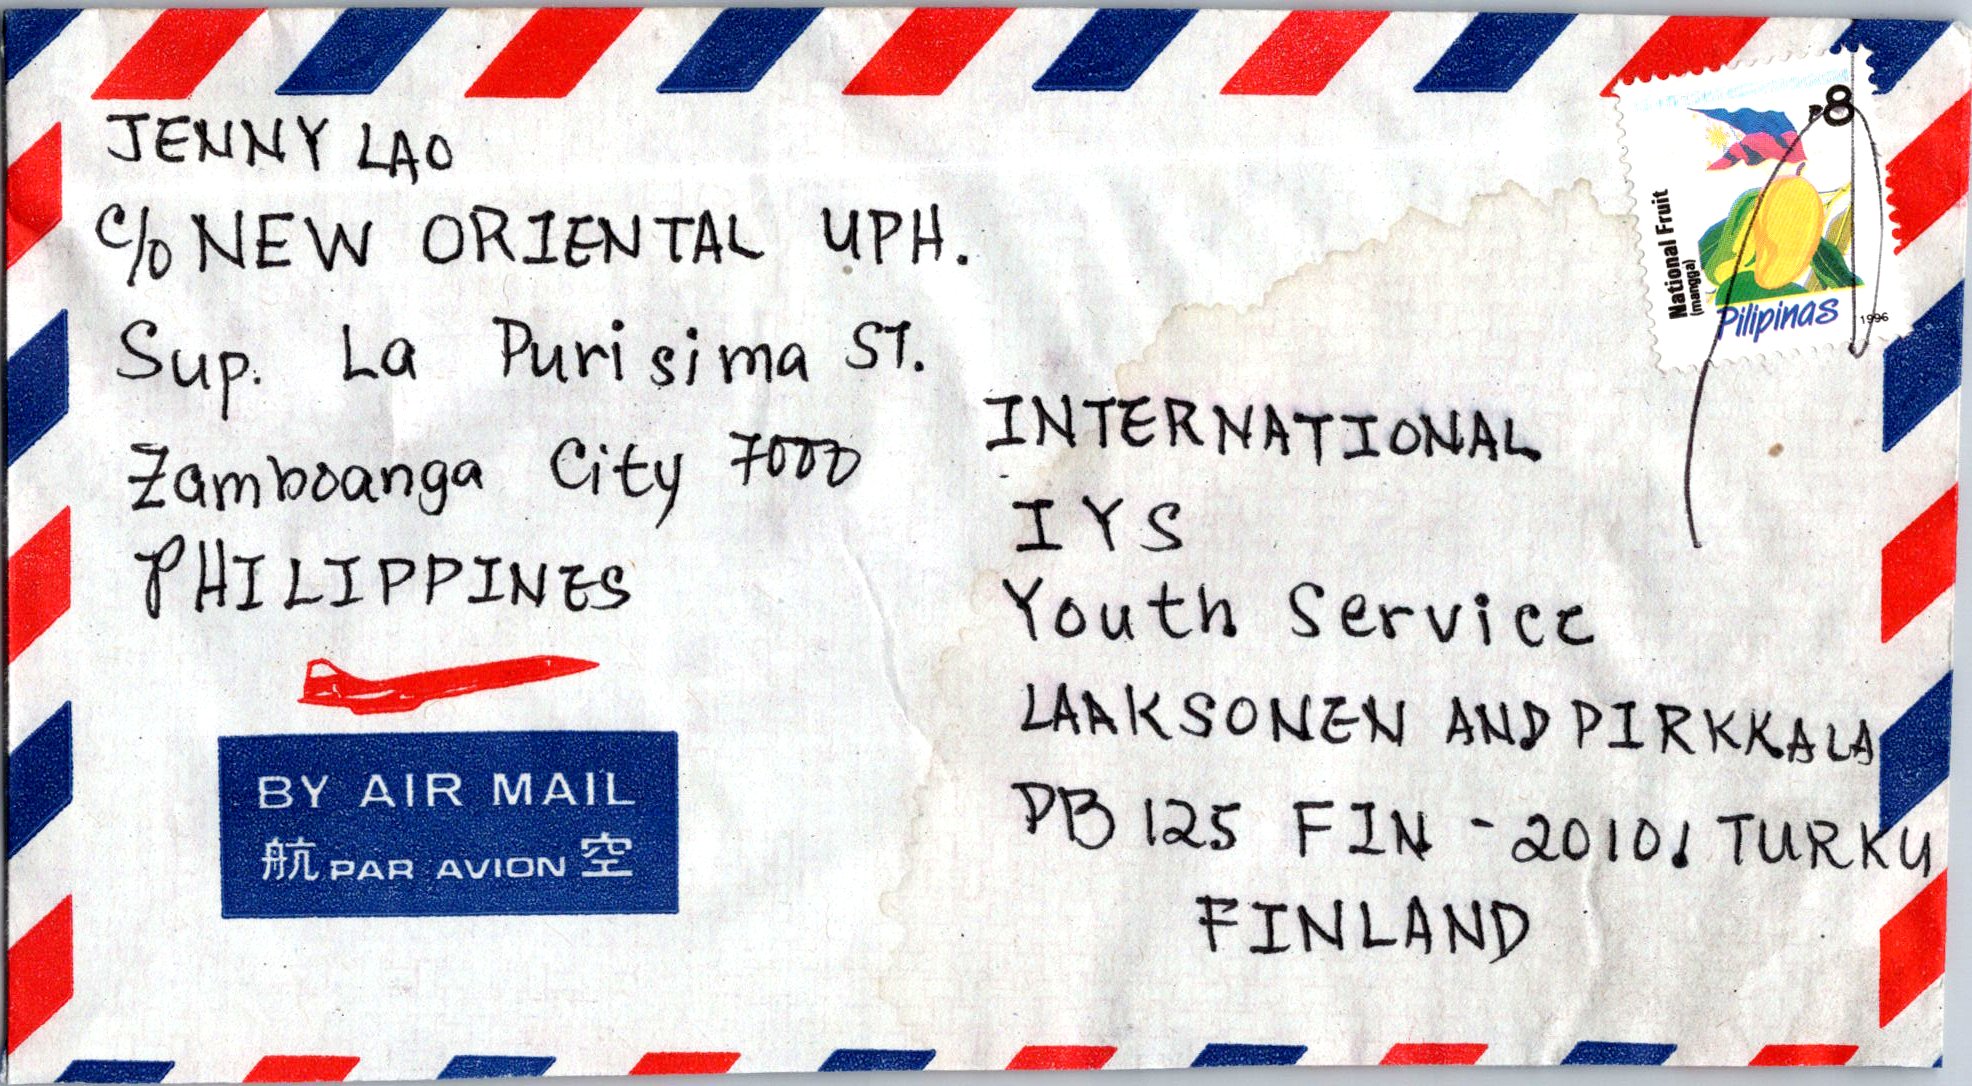 JENNY LAO
C/O NEW ORIENTAL UPH.
Sup. La Purisima ST.
Zamboanga City 7000
PHILIPPINES
BY AIR MAIL
航 PAR AVION 空
P8
National Fruit
(mangga)
Pilipinas
1996
INTERNATIONAL
IYS
Youth Service
LAAKSONEN AND PIRKKALA
PB 125 FIN - 20101 TURKU
FINLAND